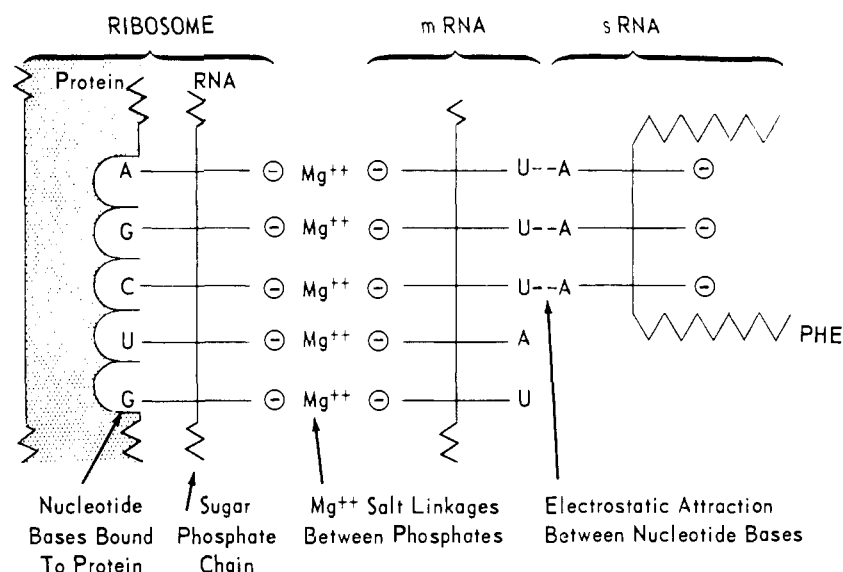 RIBOSOME m RNA s RNA
Protein RNA
A ⊖ Mg⁺⁺ ⊖ U--A ⊖
G ⊖ Mg⁺⁺ ⊖ U--A ⊖
C ⊖ Mg⁺⁺ ⊖ U--A ⊖
U ⊖ Mg⁺⁺ ⊖ A PHE
G ⊖ Mg⁺⁺ ⊖ U
Nucleotide Sugar Mg⁺⁺ Salt Linkages Electrostatic Attraction
Bases Bound Phosphate Between Phosphates Between Nucleotide Bases
To Protein Chain